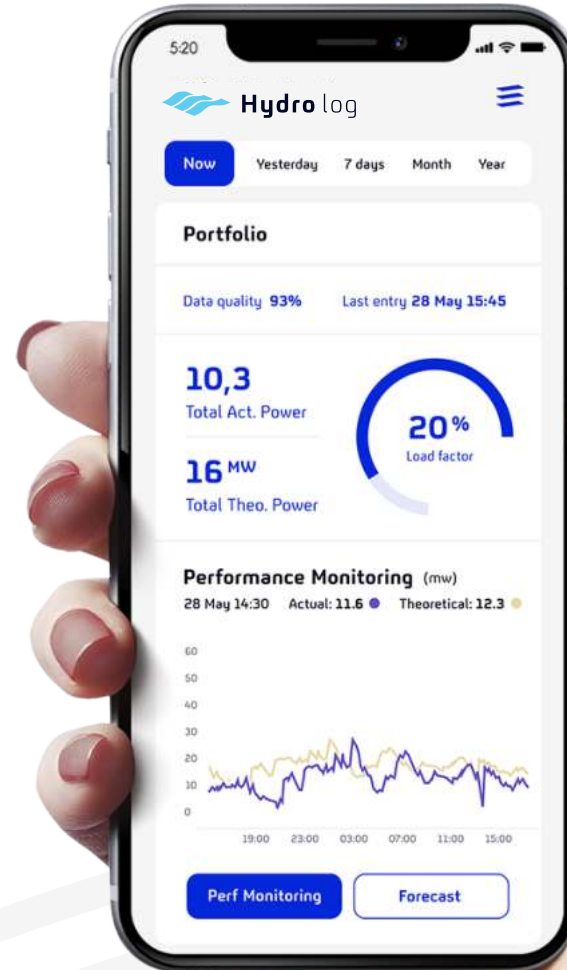 5:20
Hydrolog
Now Yesterday 7 days Month Year
Portfolio
Data quality 93% Last entry 28 May 15:45
10,3
Total Act. Power
20%
Load factor
16 MW
Total Theo. Power
Performance Monitoring (mw)
28 May 14:30 Actual: 11.6 Theoretical: 12.3
60
50
40
30
20
10
0
19:00 23:00 03:00 07:00 11:00 15:00
Perf Monitoring Forecast